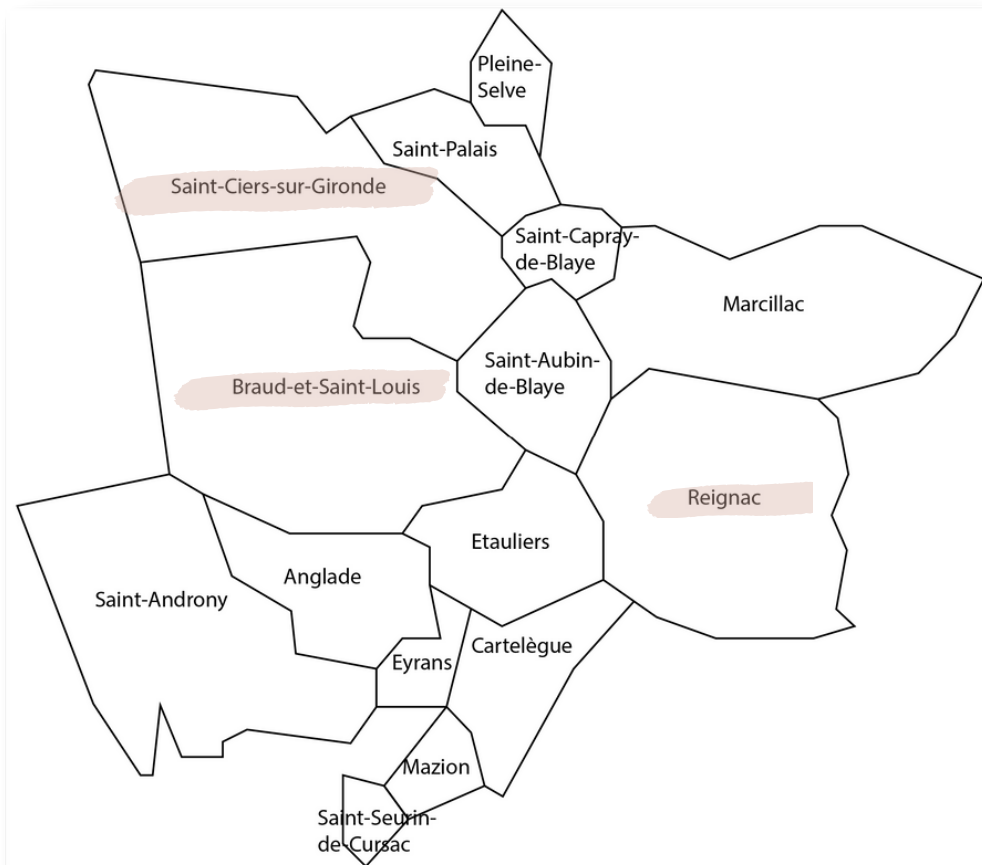 Pleine-
Selve
Saint-Palais
Saint-Ciers-sur-Gironde
Saint-Capray-
de-Blaye
Marcillac
Saint-Aubin-
de-Blaye
Braud-et-Saint-Louis
Reignac
Etauliers
Anglade
Saint-Androny
Cartelègue
Eyrans
Mazion
Saint-Seurin-
de-Cursac